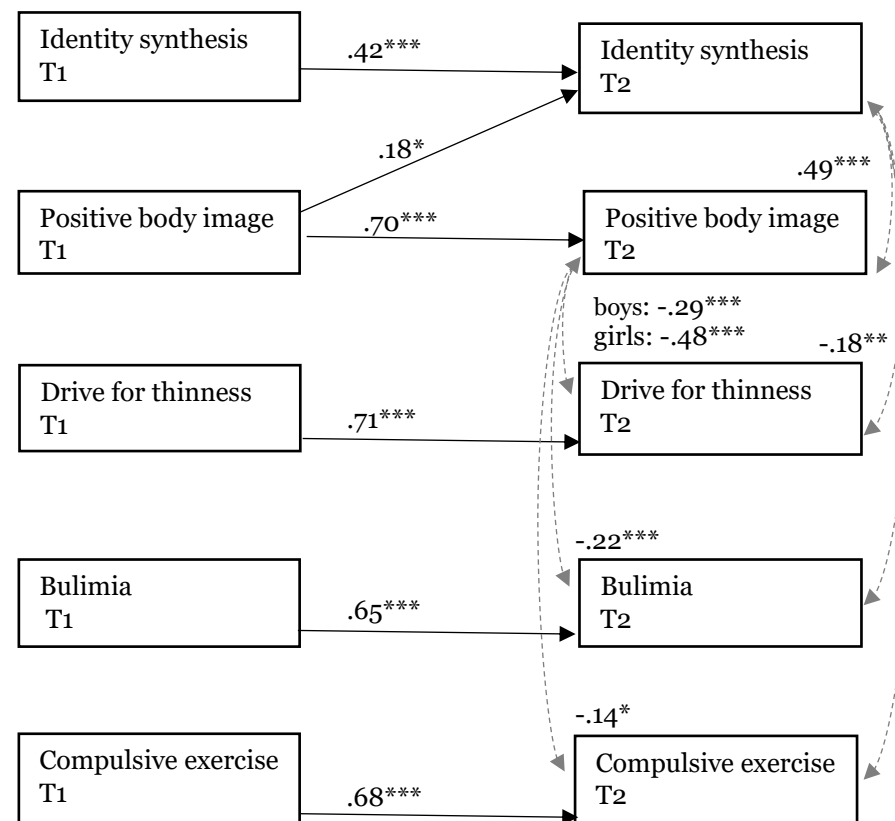 Identity synthesis
T1
.42***
Identity synthesis
T2
.18*
.49***
Positive body image
T1
.70***
Positive body image
T2
boys: -.29***
girls: -.48***
-.18**
Drive for thinness
T1
.71***
Drive for thinness
T2
-.22***
Bulimia
T1
.65***
Bulimia
T2
-.14*
Compulsive exercise
T1
.68***
Compulsive exercise
T2